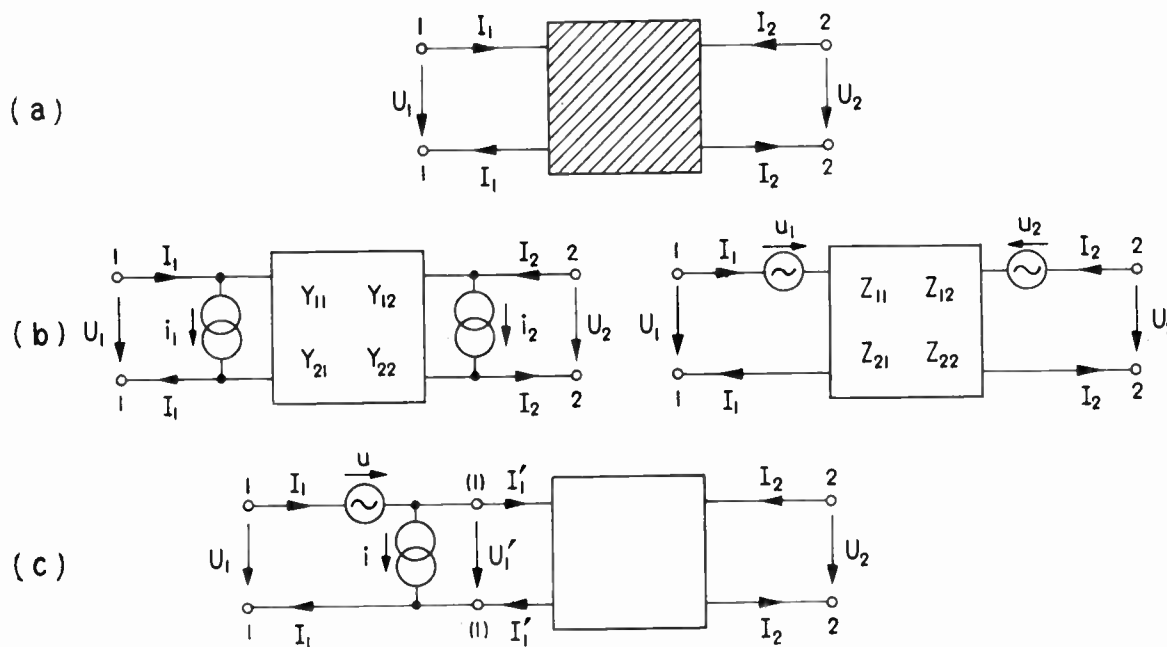 (a)
1 I₁ I₂ 2
U₁ U₂
1 I₁ I₂ 2
(b)
1 I₁ I₂ 2
U₁ i₁ Y₁₁ Y₁₂ i₂ U₂
Y₂₁ Y₂₂
1 I₁ I₂ 2
1 I₁ u₁ u₂ I₂ 2
U₁ Z₁₁ Z₁₂ U
Z₂₁ Z₂₂
1 I₁ I₂ 2
(c)
1 I₁ u (1) I₁′ I₂ 2
U₁ i U₁′ U₂
1 I₁ (1) I₁′ I₂ 2